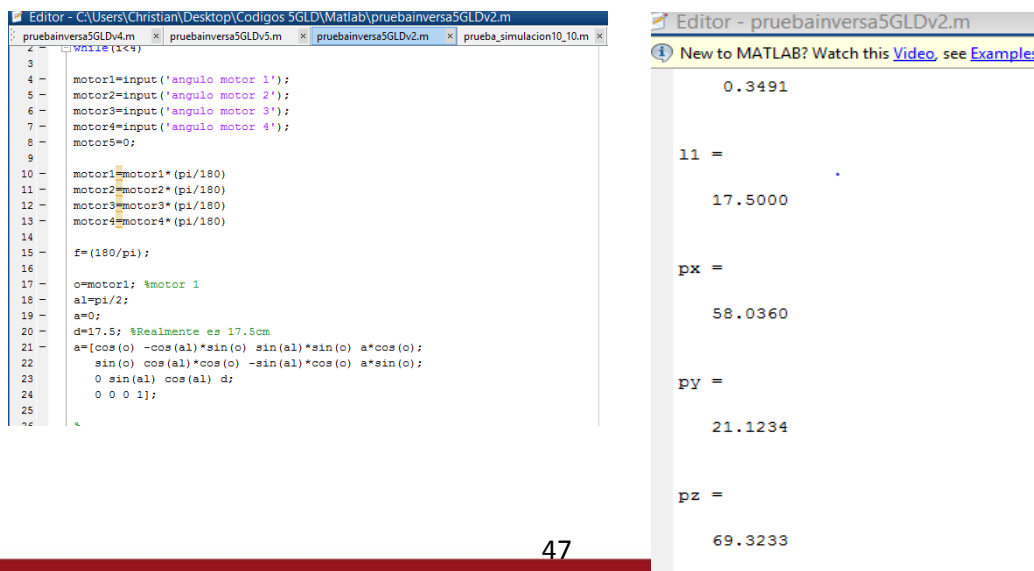 Editor - C:\Users\Christian\Desktop\Codigos 5GLD\Matlab\pruebainversa5GLDv2.m
pruebainversa5GLDv4.m × pruebainversa5GLDv5.m × pruebainversa5GLDv2.m × prueba_simulacion10_10.m ×
2 — while(i<4)
3
4 — motor1=input('angulo motor 1');
5 — motor2=input('angulo motor 2');
6 — motor3=input('angulo motor 3');
7 — motor4=input('angulo motor 4');
8 — motor5=0;
9
10 — motor1=motor1*(pi/180)
11 — motor2=motor2*(pi/180)
12 — motor3=motor3*(pi/180)
13 — motor4=motor4*(pi/180)
14
15 — f=(180/pi);
16
17 — o=motor1; %motor 1
18 — al=pi/2;
19 — a=0;
20 — d=17.5; %Realmente es 17.5cm
21 — a=[cos(o) -cos(al)*sin(o) sin(al)*sin(o) a*cos(o);
22 sin(o) cos(al)*cos(o) -sin(al)*cos(o) a*sin(o);
23 0 sin(al) cos(al) d;
24 0 0 0 1];
25
26 — %
Editor - pruebainversa5GLDv2.m
New to MATLAB? Watch this Video, see Examples
0.3491
l1 =
17.5000
px =
58.0360
py =
21.1234
pz =
69.3233
47